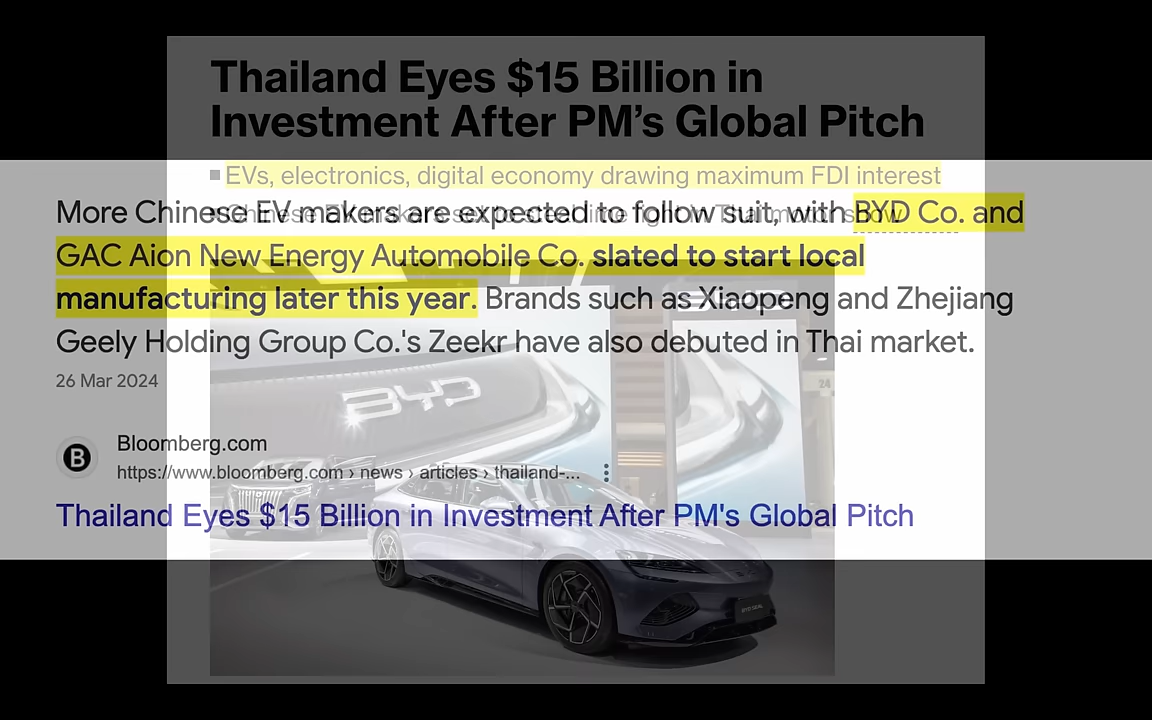 Thailand Eyes $15 Billion in
Investment After PM's Global Pitch
EVs, electronics, digital economy drawing maximum FDI interest
More Chinese EV makers are expected to follow suit, with BYD Co. and
GAC Aion New Energy Automobile Co. slated to start local
manufacturing later this year. Brands such as Xiaopeng and Zhejiang
Geely Holding Group Co.'s Zeekr have also debuted in Thai market.
26 Mar 2024
BYD
24
B
Bloomberg.com
https://www.bloomberg.com › news › articles › thailand-...
Thailand Eyes $15 Billion in Investment After PM's Global Pitch
BYD SEAL